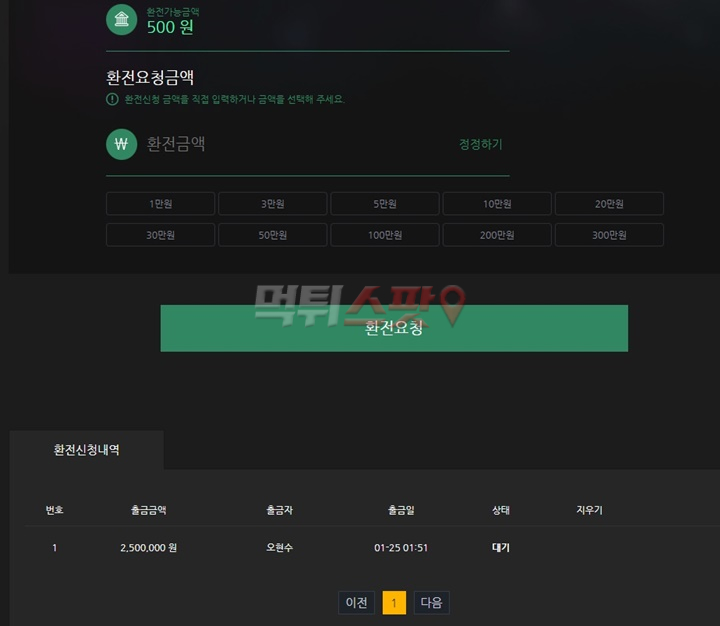 환전가능금액
500 원
환전요청금액
환전신청 금액을 직접 입력하거나 금액을 선택해 주세요.
₩ 환전금액 정정하기
1만원 3만원 5만원 10만원 20만원
30만원 50만원 100만원 200만원 300만원
먹튀스팟
환전요청
환전신청내역
번호 출금금액 출금자 출금일 상태 지우기
1 2,500,000 원 오현수 01-25 01:51 대기
이전 1 다음